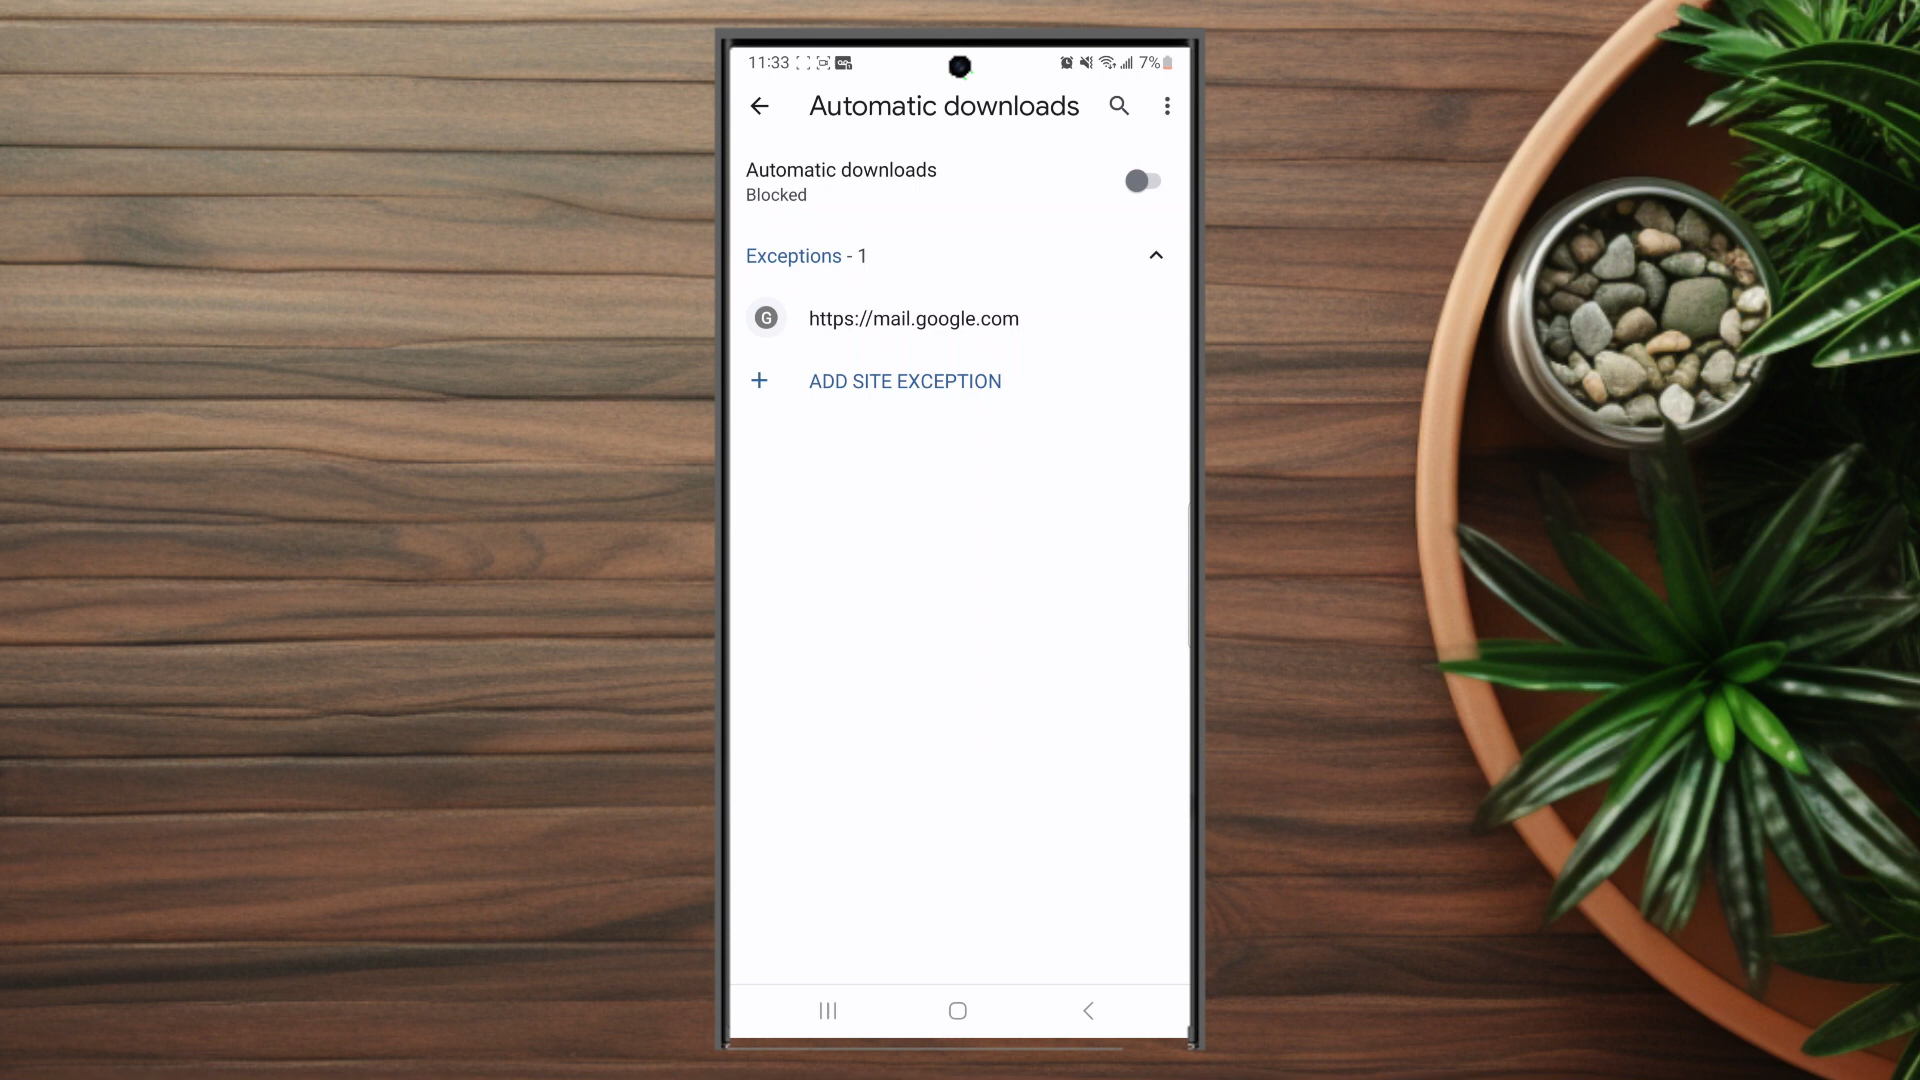 11:33 7%
Automatic downloads
Automatic downloads
Blocked
Exceptions - 1
G https://mail.google.com
+ ADD SITE EXCEPTION